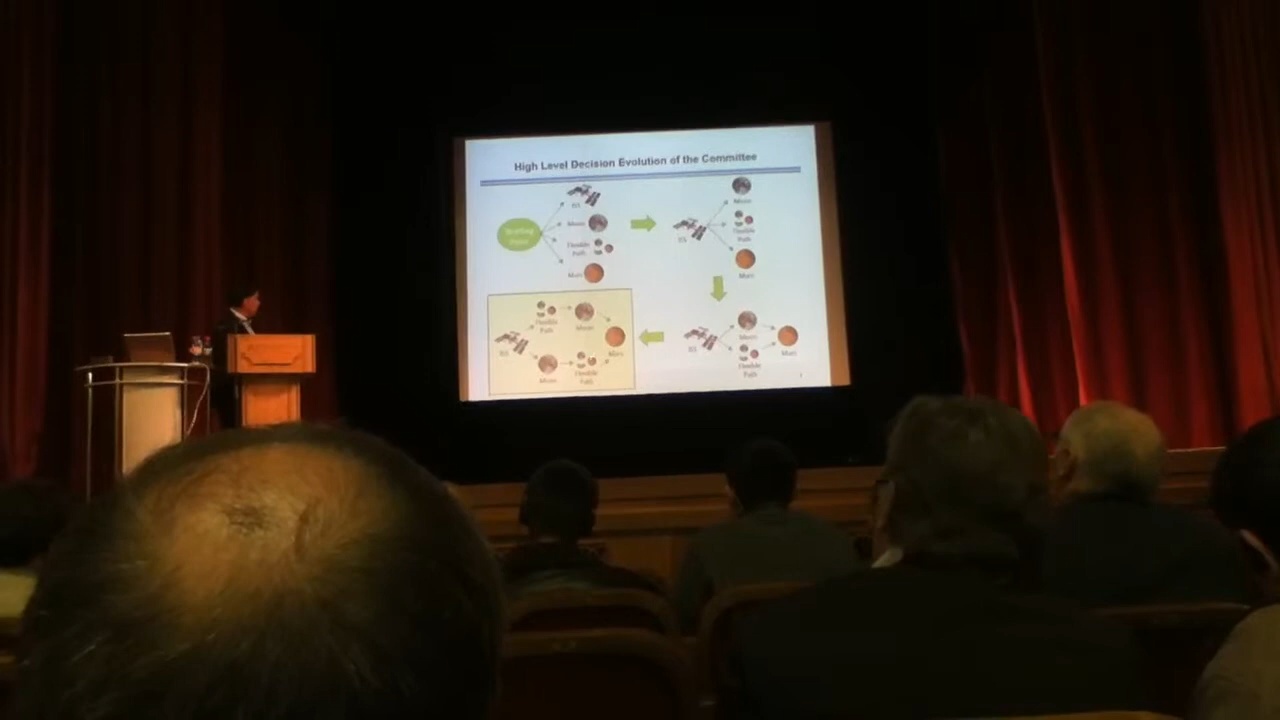 High Level Decision Evolution of the Committee
ISS
Moon
Flexible
Path
Mars
Moon
Flexible
Path
Mars
ISS
Flexible
Path
Moon
ISS
Mars
Moon
Flexible
Path
Moon
ISS
Mars
Flexible
Path